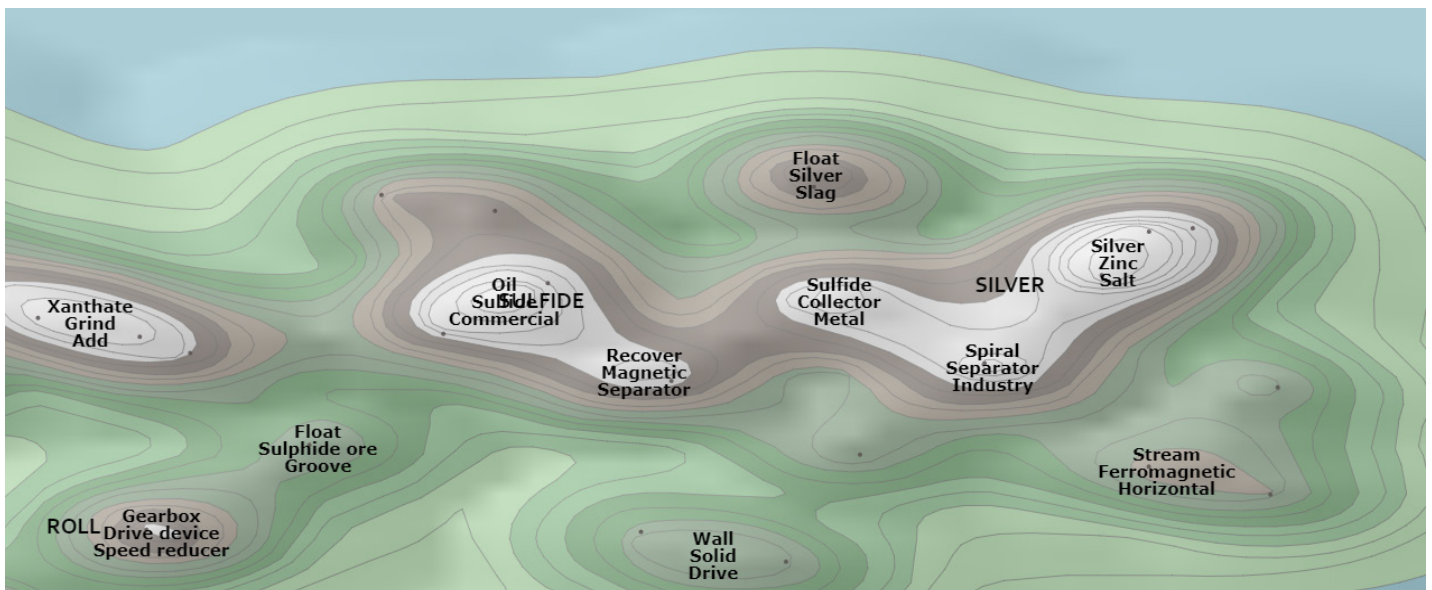 Float
Silver
Slag
Silver
Zinc
Salt
SILVER
Oil
Sulfide
Commercial
SULFIDE
Sulfide
Collector
Metal
Xanthate
Grind
Add
Recover
Magnetic
Separator
Spiral
Separator
Industry
Float
Sulphide ore
Groove
Stream
Ferromagnetic
Horizontal
ROLL
Gearbox
Drive device
Speed reducer
Wall
Solid
Drive